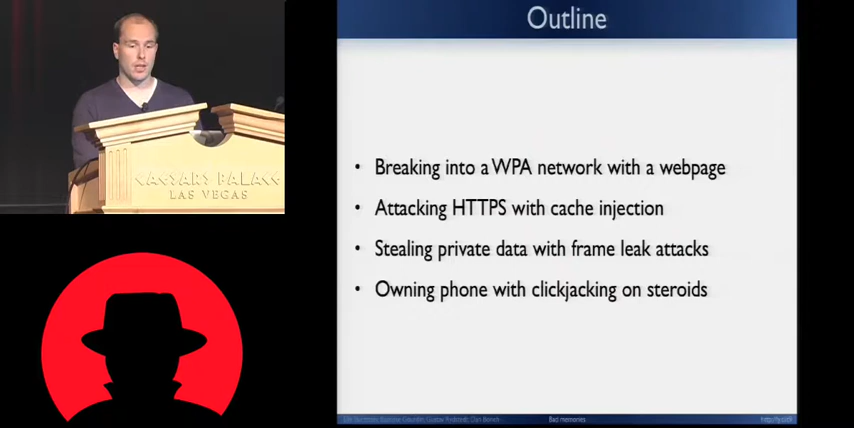 Outline
CAESARS PALACE
LAS VEGAS
• Breaking into a WPA network with a webpage
• Attacking HTTPS with cache injection
• Stealing private data with frame leak attacks
• Owning phone with clickjacking on steroids
Bad memories